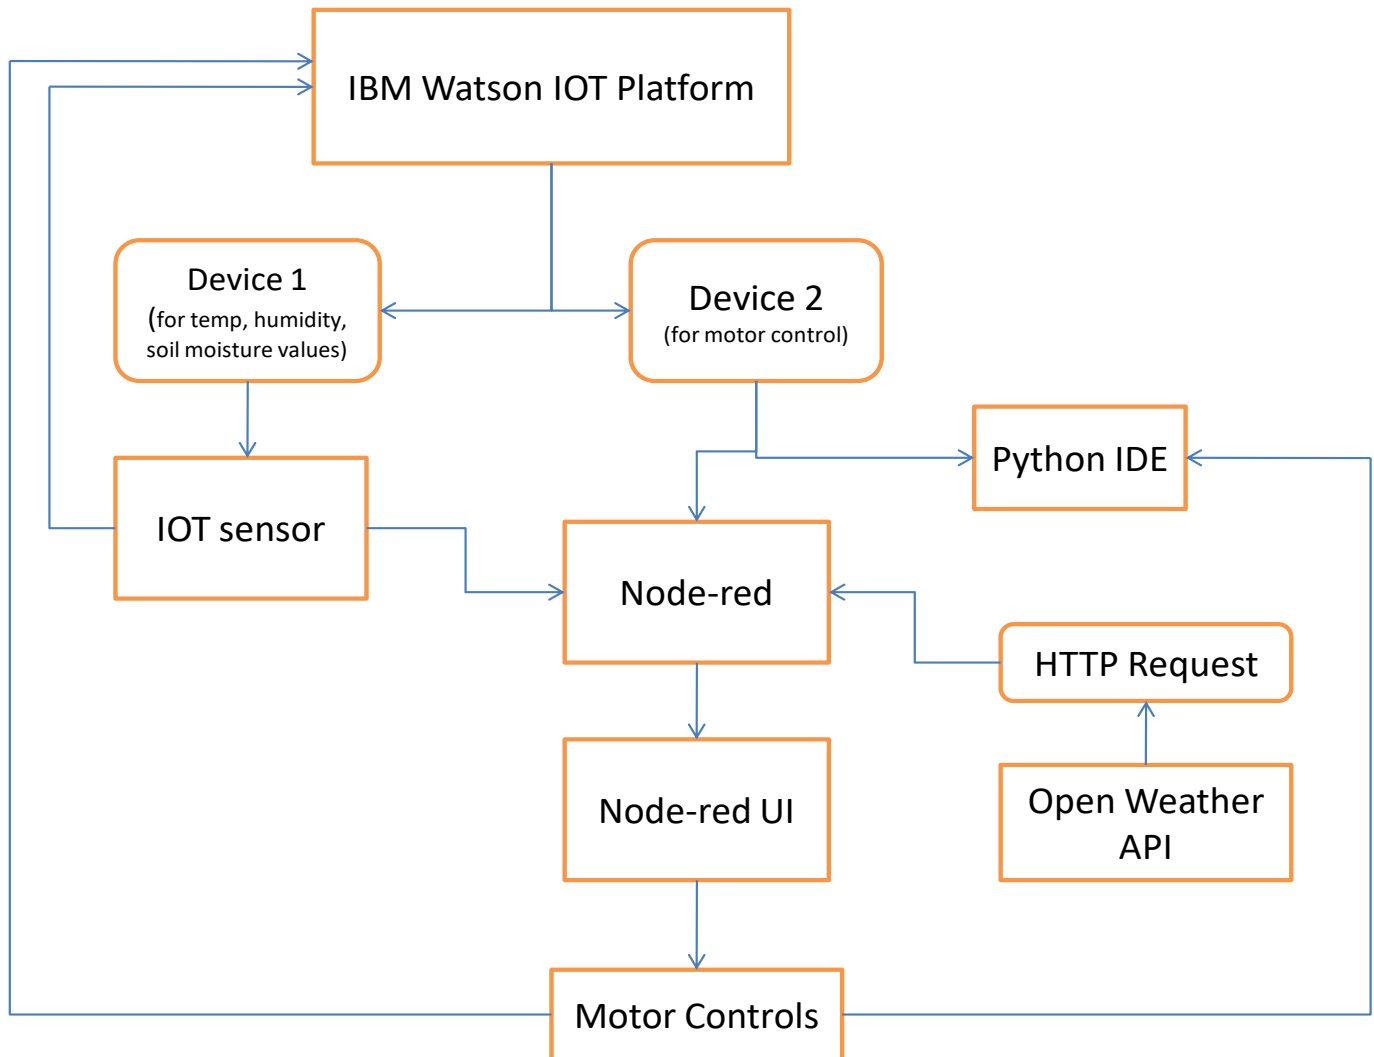 IBM Watson IOT Platform
Device 1
(for temp, humidity,
soil moisture values)
Device 2
(for motor control)
Python IDE
IOT sensor
Node-red
HTTP Request
Node-red UI
Open Weather
API
Motor Controls